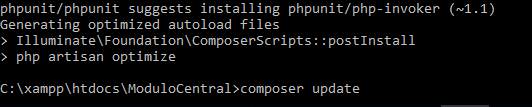 phpunit/phpunit suggests installing phpunit/php-invoker (~1.1)
Generating optimized autoload files
> Illuminate\Foundation\ComposerScripts::postInstall
> php artisan optimize
C:\xampp\htdocs\ModuloCentral>composer update